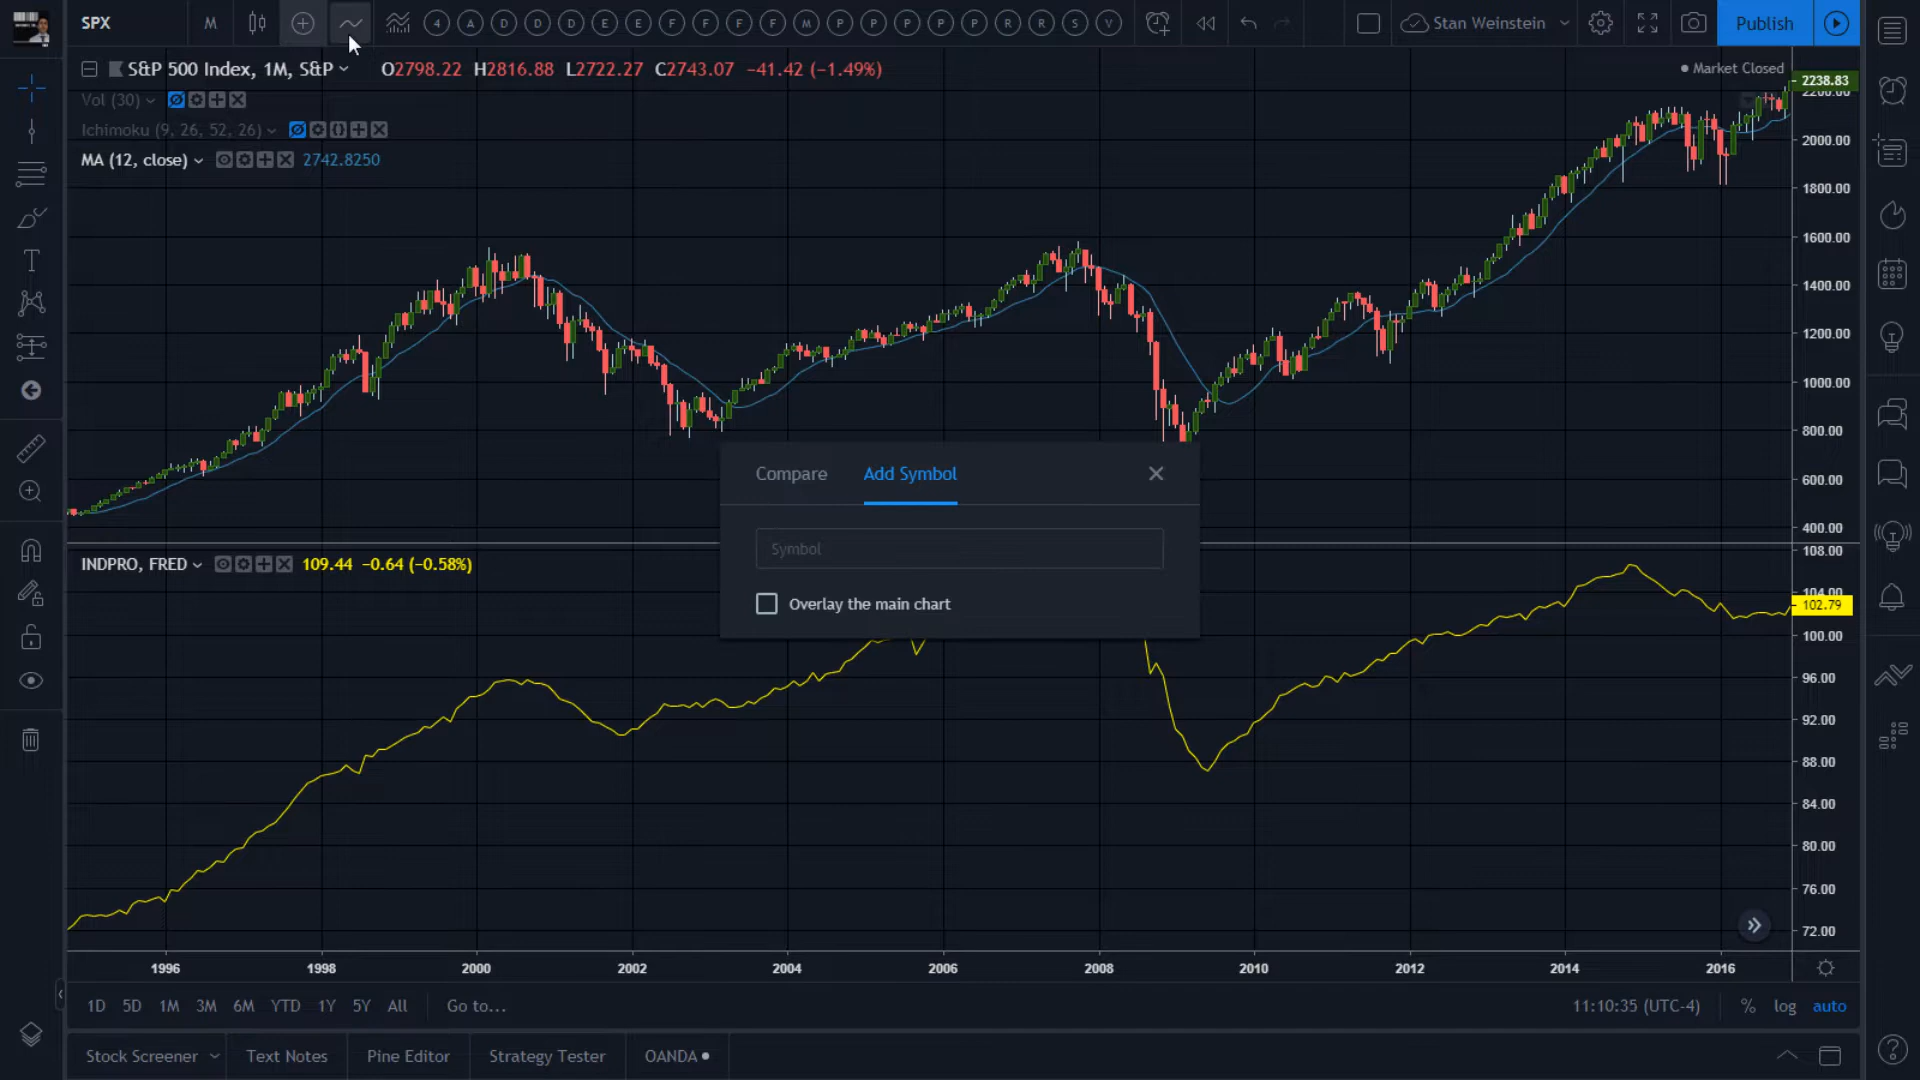 SPX M 4 A D D D E E F F F F M P P P P P R R S V Stan Weinstein Publish
S&P 500 Index, 1M, S&P O2798.22 H2816.88 L2722.27 C2743.07 −41.42 (−1.49%)
Market Closed
Vol (30)
Ichimoku (9, 26, 52, 26)
MA (12, close) 2742.8250
2238.83
2200.00
2000.00
1800.00
1600.00
1400.00
1200.00
1000.00
800.00
600.00
400.00
Compare Add Symbol
Symbol
Overlay the main chart
INDPRO, FRED 109.44 −0.64 (−0.58%)
108.00
104.00
102.79
100.00
96.00
92.00
88.00
84.00
80.00
76.00
72.00
1996 1998 2000 2002 2004 2006 2008 2010 2012 2014 2016
1D 5D 1M 3M 6M YTD 1Y 5Y All Go to... 11:10:35 (UTC-4) % log auto
Stock Screener Text Notes Pine Editor Strategy Tester OANDA